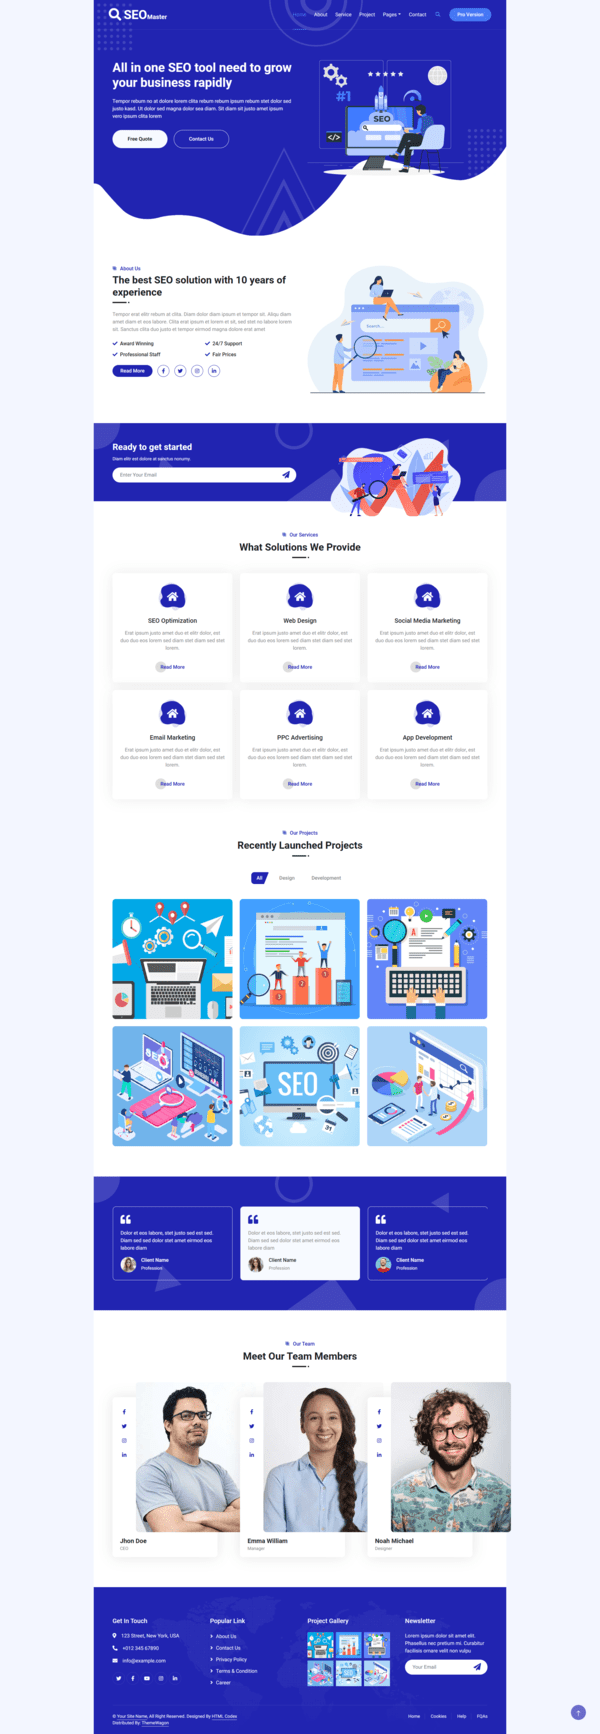 SEOMaster
Home About Service Project Pages Contact Pro Version
All in one SEO tool need to grow
your business rapidly
Tempor rebum no at dolore lorem clita rebum rebum ipsum rebum stet dolor sed
justo kasd. Ut dolor sed magna dolor sea diam. Sit diam sit justo amet ipsum
vero ipsum clita lorem
Free Quote Contact Us
#1
SEO
</>
About Us
The best SEO solution with 10 years of
experience
Tempor erat elitr rebum at clita. Diam dolor diam ipsum et tempor sit. Aliqu diam
amet diam et eos labore. Clita erat ipsum et lorem et sit, sed stet no labore lorem
sit. Sanctus clita duo justo et tempor eirmod magna dolore erat amet
Award Winning 24/7 Support
Professional Staff Fair Prices
Read More
Search...
Ready to get started
Diam elitr est dolore at sanctus nonumy.
Enter Your Email
Our Services
What Solutions We Provide
SEO Optimization
Erat ipsum justo amet duo et elitr dolor, est
duo duo eos lorem sed diam stet diam sed stet
lorem.
Read More
Web Design
Erat ipsum justo amet duo et elitr dolor, est
duo duo eos lorem sed diam stet diam sed stet
lorem.
Read More
Social Media Marketing
Erat ipsum justo amet duo et elitr dolor, est
duo duo eos lorem sed diam stet diam sed stet
lorem.
Read More
Email Marketing
Erat ipsum justo amet duo et elitr dolor, est
duo duo eos lorem sed diam stet diam sed stet
lorem.
Read More
PPC Advertising
Erat ipsum justo amet duo et elitr dolor, est
duo duo eos lorem sed diam stet diam sed stet
lorem.
Read More
App Development
Erat ipsum justo amet duo et elitr dolor, est
duo duo eos lorem sed diam stet diam sed stet
lorem.
Read More
Our Projects
Recently Launched Projects
All Design Development
2 1 3
A
SEO
SEO
31
Dolor et eos labore, stet justo sed est sed.
Diam sed sed dolor stet amet eirmod eos
labore diam
Client Name
Profession
Dolor et eos labore, stet justo sed est sed.
Diam sed sed dolor stet amet eirmod eos
labore diam
Client Name
Profession
Dolor et eos labore, stet justo sed est sed.
Diam sed sed dolor stet amet eirmod eos
labore diam
Client Name
Profession
Our Team
Meet Our Team Members
Jhon Doe
CEO
Emma William
Manager
Noah Michael
Designer
Get In Touch
123 Street, New York, USA
+012 345 67890
info@example.com
Popular Link
About Us
Contact Us
Privacy Policy
Terms & Condition
Career
Project Gallery
Newsletter
Lorem ipsum dolor sit amet elit.
Phasellus nec pretium mi. Curabitur
facilisis ornare velit non vulpu
Your Email
© Your Site Name, All Right Reserved. Designed By HTML Codex
Distributed By: ThemeWagon
Home Cookies Help FQAs